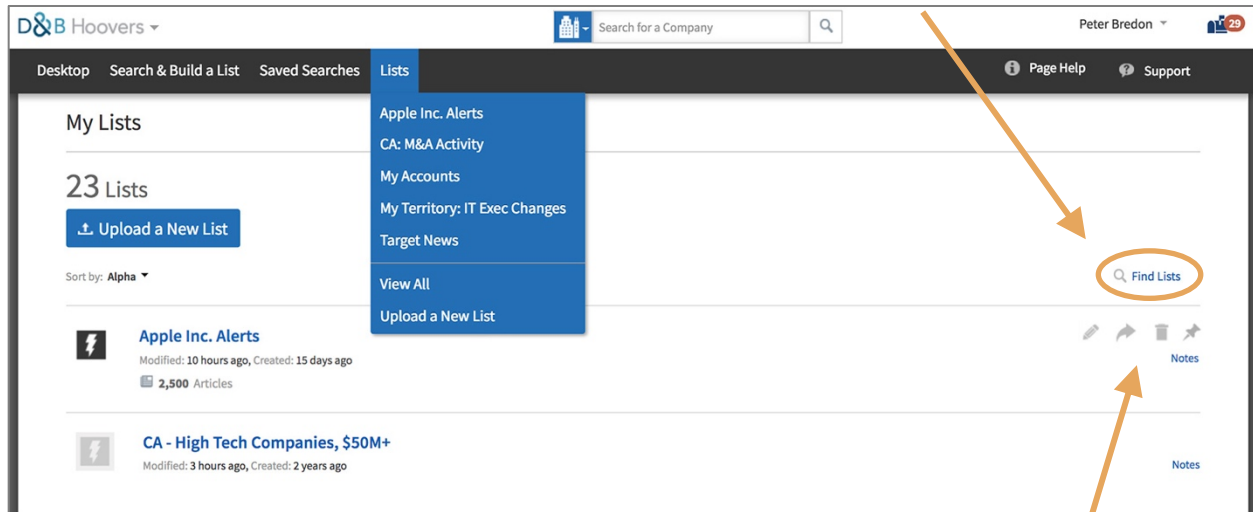 D&B Hoovers
Search for a Company
Peter Bredon
29
Desktop Search & Build a List Saved Searches Lists
Page Help Support
Apple Inc. Alerts
CA: M&A Activity
My Accounts
My Territory: IT Exec Changes
Target News
View All
Upload a New List
My Lists
23 Lists
Upload a New List
Sort by: Alpha
Find Lists
Apple Inc. Alerts
Modified: 10 hours ago, Created: 15 days ago
2,500 Articles
Notes
CA - High Tech Companies, $50M+
Modified: 3 hours ago, Created: 2 years ago
Notes